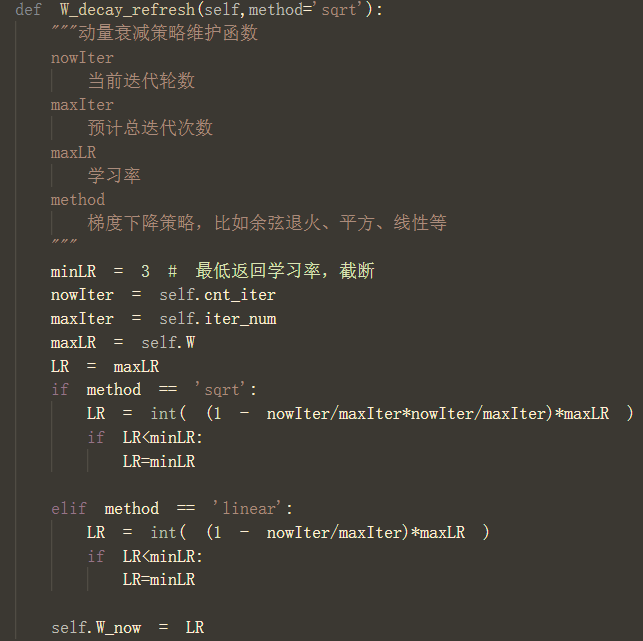 def W_decay_refresh(self,method='sqrt'):
"""动量衰减策略维护函数
nowIter
当前迭代轮数
maxIter
预计总迭代次数
maxLR
学习率
method
梯度下降策略，比如余弦退火、平方、线性等
"""
minLR = 3 # 最低返回学习率，截断
nowIter = self.cnt_iter
maxIter = self.iter_num
maxLR = self.W
LR = maxLR
if method == 'sqrt':
LR = int( (1 - nowIter/maxIter*nowIter/maxIter)*maxLR )
if LR<minLR:
LR=minLR
elif method == 'linear':
LR = int( (1 - nowIter/maxIter)*maxLR )
if LR<minLR:
LR=minLR
self.W_now = LR